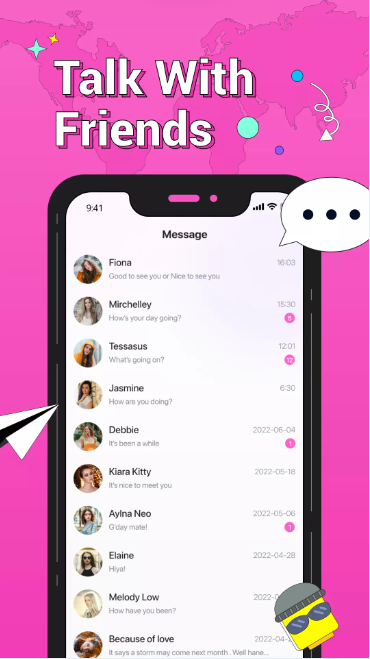 Talk With
Friends
9:41
Message
Fiona 16:03
Good to see you or Nice to see you
Mirchelley 15:30
How's your day going? 5
Tessasus 12:01
What's going on? 12
Jasmine 6:30
How are you doing?
Debbie 2022-06-04
It's been a while 1
Kiara Kitty 2022-05-18
It's nice to meet you
Aylna Neo 2022-05-06
G'day mate! 1
Elaine 2022-04-28
Hiya!
Melody Low 2022-0
How have you been?
Because of love 2022-04-2
It says a storm may come next month . Well hane...